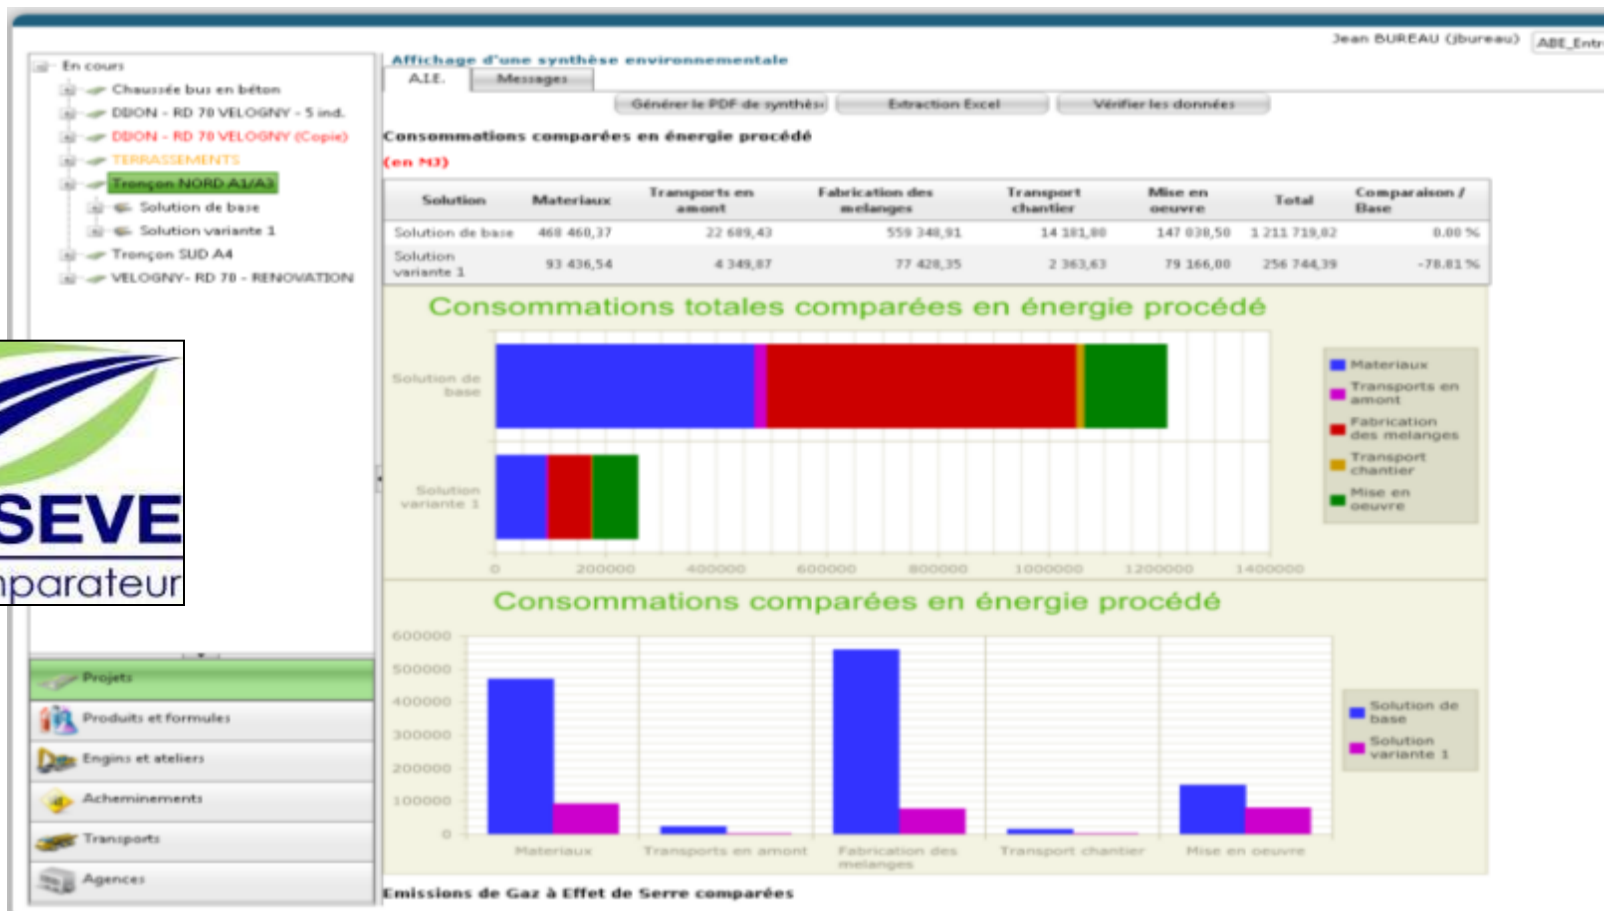 Jean BUREAU (jbureau)
ABE_Entr
En cours
Chaussée bus en béton
DIJON - RD 70 VELOGNY - 5 ind.
DIJON - RD 70 VELOGNY (Copie)
TERRASSEMENTS
Tronçon NORD A1/A3
Solution de base
Solution variante 1
Tronçon SUD A4
VELOGNY- RD 70 - RENOVATION
SEVE
mparateur
Projets
Produits et formules
Engins et ateliers
Acheminements
Transports
Agences
Affichage d'une synthèse environnementale
A.I.E. Messages
Générer le PDF de synthès Extraction Excel Vérifier les données
Consommations comparées en énergie procédé
(en MJ)
Solution Materiaux Transports en amont Fabrication des melanges Transport chantier Mise en oeuvre Total Comparaison / Base
Solution de base 468 460,37 22 689,43 559 348,91 14 181,80 147 038,50 1 211 719,02 0.00 %
Solution variante 1 93 436,54 4 349,87 77 428,35 2 363,63 79 166,00 256 744,39 -78.81 %
Consommations totales comparées en énergie procédé
Solution de
base
Solution
variante 1
0 200000 400000 600000 800000 1000000 1200000 1400000
Materiaux
Transports en
amont
Fabrication
des melanges
Transport
chantier
Mise en
oeuvre
Consommations comparées en énergie procédé
600000
500000
400000
300000
200000
100000
0
Materiaux Transports en amont Fabrication des melanges Transport chantier Mise en oeuvre
Solution de
base
Solution
variante 1
Emissions de Gaz à Effet de Serre comparées